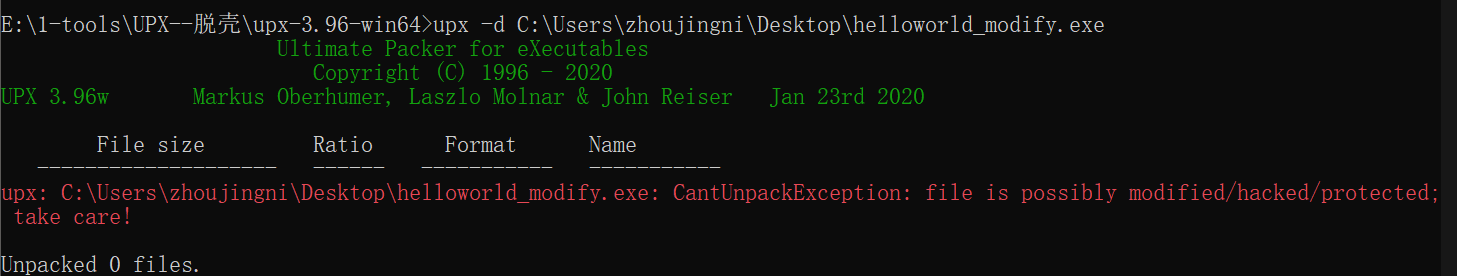 E:\1-tools\UPX--脱壳\upx-3.96-win64>upx -d C:\Users\zhoujingni\Desktop\helloworld_modify.exe
Ultimate Packer for eXecutables
Copyright (C) 1996 - 2020
UPX 3.96w Markus Oberhumer, Laszlo Molnar & John Reiser Jan 23rd 2020
File size Ratio Format Name
-------------------- ------ ----------- -----------
upx: C:\Users\zhoujingni\Desktop\helloworld_modify.exe: CantUnpackException: file is possibly modified/hacked/protected;
take care!
Unpacked 0 files.